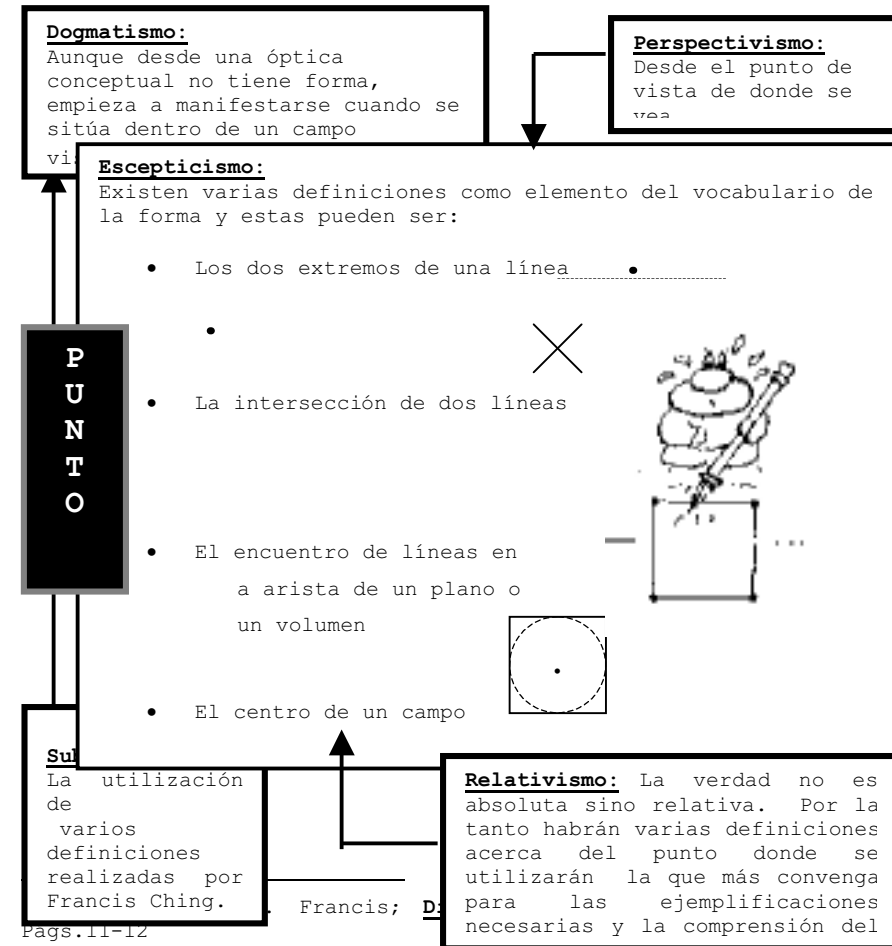 Dogmatismo:
Aunque desde una óptica
conceptual no tiene forma,
empieza a manifestarse cuando se
sitúa dentro de un campo
Perspectivismo:
Desde el punto de
vista de donde se
vea
Escepticismo:
Existen varias definiciones como elemento del vocabulario de
la forma y estas pueden ser:
• Los dos extremos de una línea
•
• La intersección de dos líneas
• El encuentro de líneas en
a arista de un plano o
un volumen
• El centro de un campo
P
U
N
T
O
La utilización
de
varios
definiciones
realizadas por
Francis Ching.
Relativismo: La verdad no es
absoluta sino relativa. Por la
tanto habrán varias definiciones
acerca del punto donde se
utilizarán la que más convenga
para las ejemplificaciones
necesarias y la comprensión del
Francis;
Pags.11-12